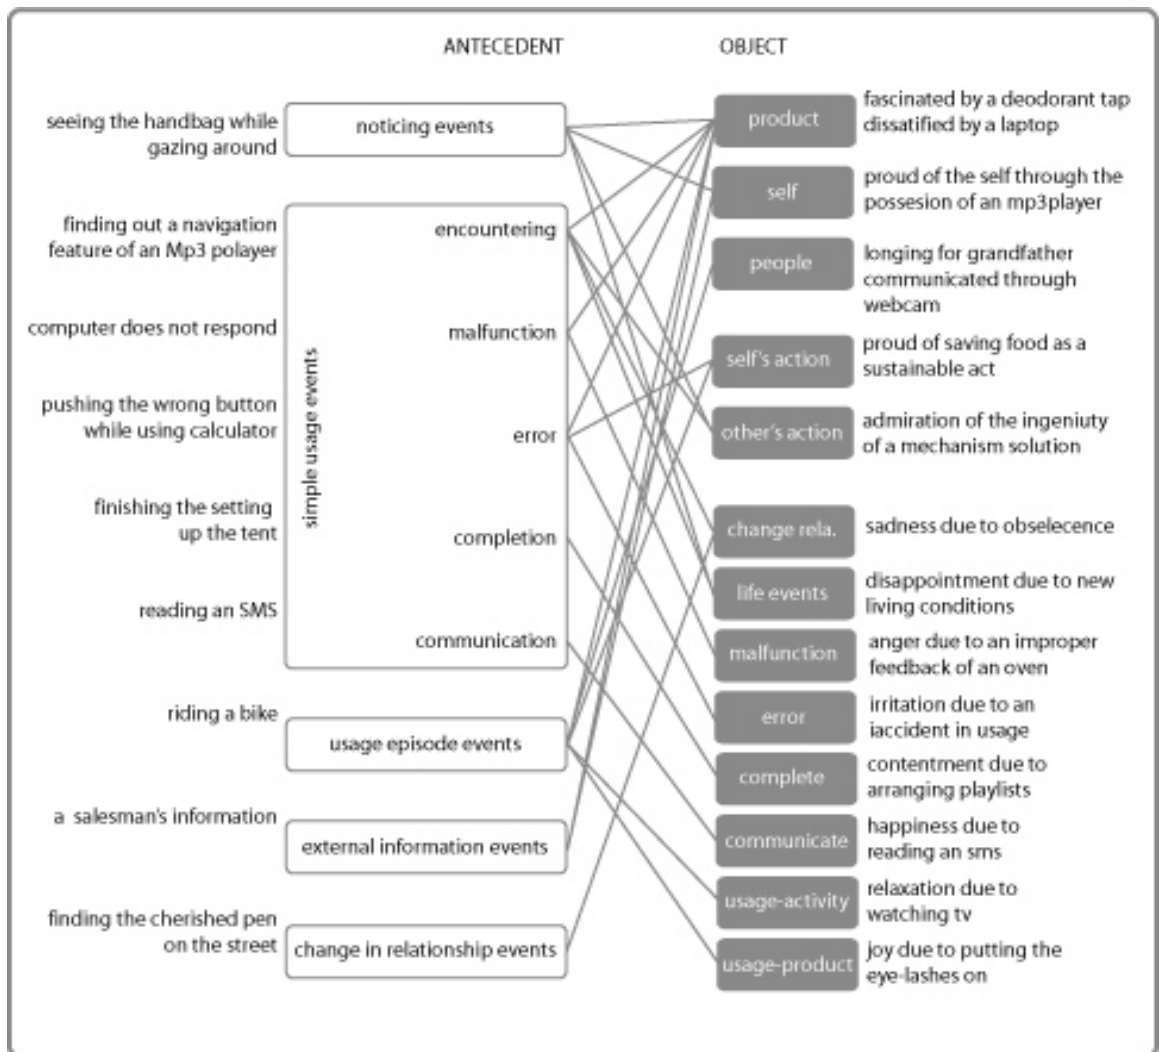 ANTECEDENT
OBJECT
seeing the handbag while
gazing around
noticing events
finding out a navigation
feature of an Mp3 polayer
encountering
computer does not respond
malfunction
pushing the wrong button
while using calculator
error
simple usage events
finishing the setting
up the tent
completion
reading an SMS
communication
riding a bike
usage episode events
a salesman's information
external information events
finding the cherished pen
on the street
change in relationship events
product
fascinated by a deodorant tap
dissatified by a laptop
self
proud of the self through the
possesion of an mp3player
people
longing for grandfather
communicated through
webcam
self's action
proud of saving food as a
sustainable act
other's action
admiration of the ingeniuty
of a mechanism solution
change rela.
sadness due to obselecence
life events
disappointment due to new
living conditions
malfunction
anger due to an improper
feedback of an oven
error
irritation due to an
iaccident in usage
complete
contentment due to
arranging playlists
communicate
happiness due to
reading an sms
usage-activity
relaxation due to
watching tv
usage-product
joy due to putting the
eye-lashes on